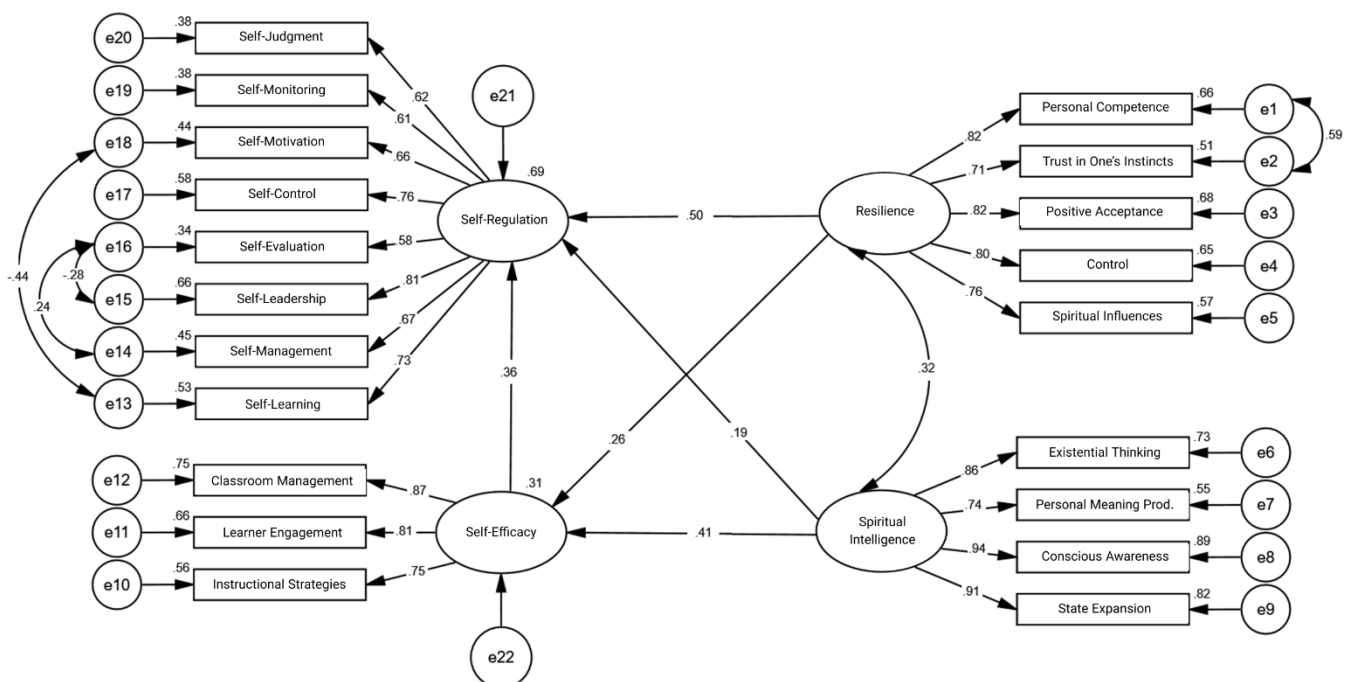 e20
.38
Self-Judgment
e19
.38
Self-Monitoring
e18
.44
Self-Motivation
e17
.58
Self-Control
e16
.34
Self-Evaluation
e15
.66
Self-Leadership
e14
.45
Self-Management
e13
.53
Self-Learning
-.44
.24
-.28
.62
.61
.66
.76
.58
.81
.67
.73
e21
.69
Self-Regulation
.50
.36
.26
.19
.41
.32
e12
.75
Classroom Management
e11
.66
Learner Engagement
e10
.56
Instructional Strategies
.87
.81
.75
.31
Self-Efficacy
e22
Resilience
.82
.71
.82
.80
.76
Personal Competence
.66
e1
Trust in One's Instincts
.51
e2
.59
Positive Acceptance
.68
e3
Control
.65
e4
Spiritual Influences
.57
e5
Spiritual
Intelligence
.86
.74
.94
.91
Existential Thinking
.73
e6
Personal Meaning Prod.
.55
e7
Conscious Awareness
.89
e8
State Expansion
.82
e9